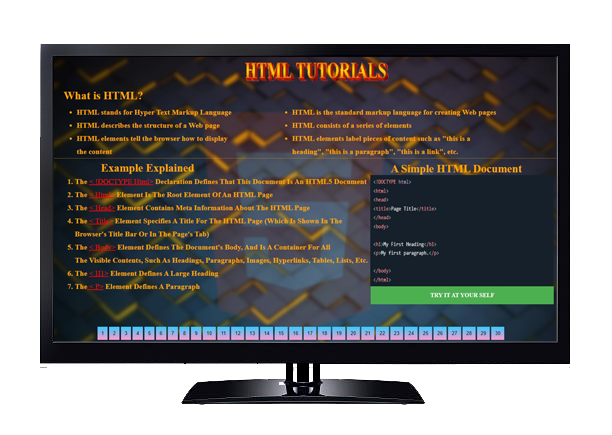 HTML TUTORIALS
What is HTML?
• HTML stands for Hyper Text Markup Language
• HTML describes the structure of a Web page
• HTML elements tell the browser how to display
the content
• HTML is the standard markup language for creating Web pages
• HTML consists of a series of elements
• HTML elements label pieces of content such as "this is a
heading", "this is a paragraph", "this is a link", etc.
Example Explained
1. The <!DOCTYPE Html> Declaration Defines That This Document Is An HTML5 Document
2. The <Html> Element Is The Root Element Of An HTML Page
3. The <Head> Element Contains Meta Information About The HTML Page
4. The <Title> Element Specifies A Title For The HTML Page (Which Is Shown In The
Browser's Title Bar Or In The Page's Tab)
5. The <Body> Element Defines The Document's Body, And Is A Container For All
The Visible Contents, Such As Headings, Paragraphs, Images, Hyperlinks, Tables, Lists, Etc.
6. The <H1> Element Defines A Large Heading
7. The <P> Element Defines A Paragraph
A Simple HTML Document
<!DOCTYPE html>
<html>
<head>
<title>Page Title</title>
</head>
<body>
<h1>My First Heading</h1>
<p>My first paragraph.</p>
</body>
</html>
TRY IT AT YOUR SELF
1 2 3 4 5 6 7 8 9 10 11 12 13 14 15 16 17 18 19 20 21 22 23 24 25 26 27 28 29 30